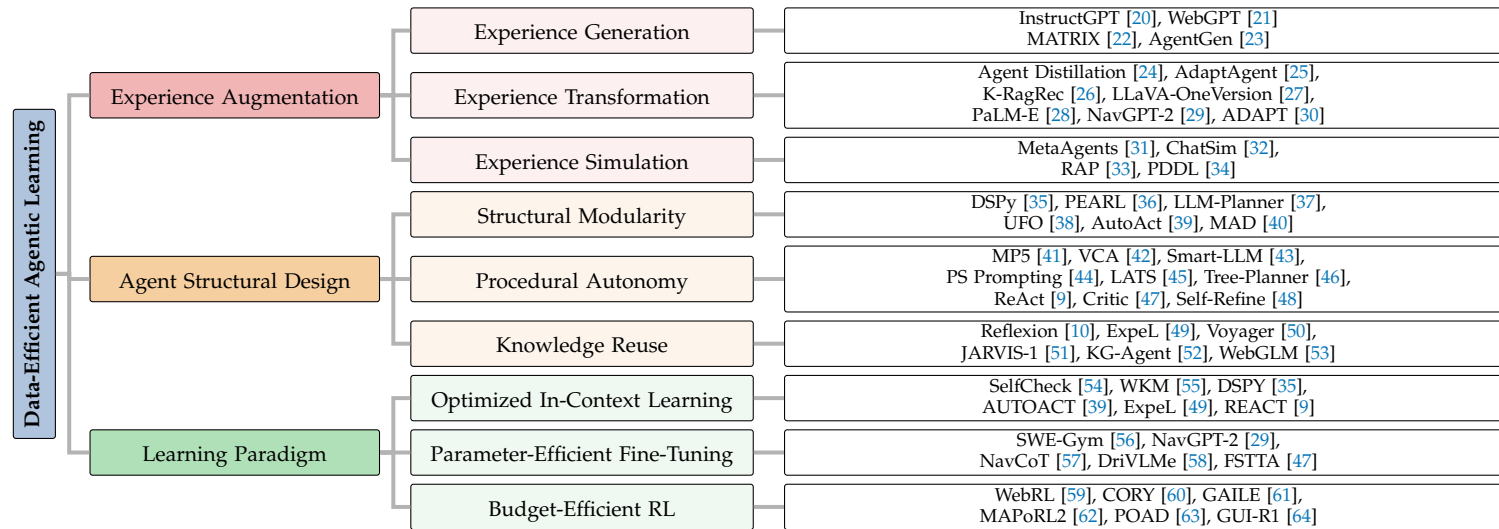 Data-Efficient Agentic Learning
Experience Augmentation
Experience Generation
InstructGPT [20], WebGPT [21]
MATRIX [22], AgentGen [23]
Experience Transformation
Agent Distillation [24], AdaptAgent [25],
K-RagRec [26], LLaVA-OneVersion [27],
PaLM-E [28], NavGPT-2 [29], ADAPT [30]
Experience Simulation
MetaAgents [31], ChatSim [32],
RAP [33], PDDL [34]
Agent Structural Design
Structural Modularity
DSPy [35], PEARL [36], LLM-Planner [37],
UFO [38], AutoAct [39], MAD [40]
Procedural Autonomy
MP5 [41], VCA [42], Smart-LLM [43],
PS Prompting [44], LATS [45], Tree-Planner [46],
ReAct [9], Critic [47], Self-Refine [48]
Knowledge Reuse
Reflexion [10], ExpeL [49], Voyager [50],
JARVIS-1 [51], KG-Agent [52], WebGLM [53]
Learning Paradigm
Optimized In-Context Learning
SelfCheck [54], WKM [55], DSPY [35],
AUTOACT [39], ExpeL [49], REACT [9]
Parameter-Efficient Fine-Tuning
SWE-Gym [56], NavGPT-2 [29],
NavCoT [57], DriVLMe [58], FSTTA [47]
Budget-Efficient RL
WebRL [59], CORY [60], GAILE [61],
MAPoRL2 [62], POAD [63], GUI-R1 [64]